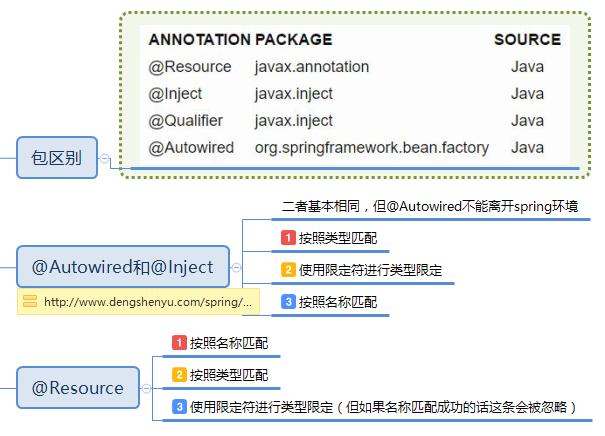 ANNOTATION PACKAGE SOURCE
@Resource javax.annotation Java
@Inject javax.inject Java
@Qualifier javax.inject Java
@Autowired org.springframework.bean.factory Java
包区别
二者基本相同，但@Autowired不能离开spring环境
1 按照类型匹配
@Autowired和@Inject
2 使用限定符进行类型限定
http://www.dengshenyu.com/spring/...
3 按照名称匹配
1 按照名称匹配
2 按照类型匹配
@Resource
3 使用限定符进行类型限定（但如果名称匹配成功的话这条会被忽略）